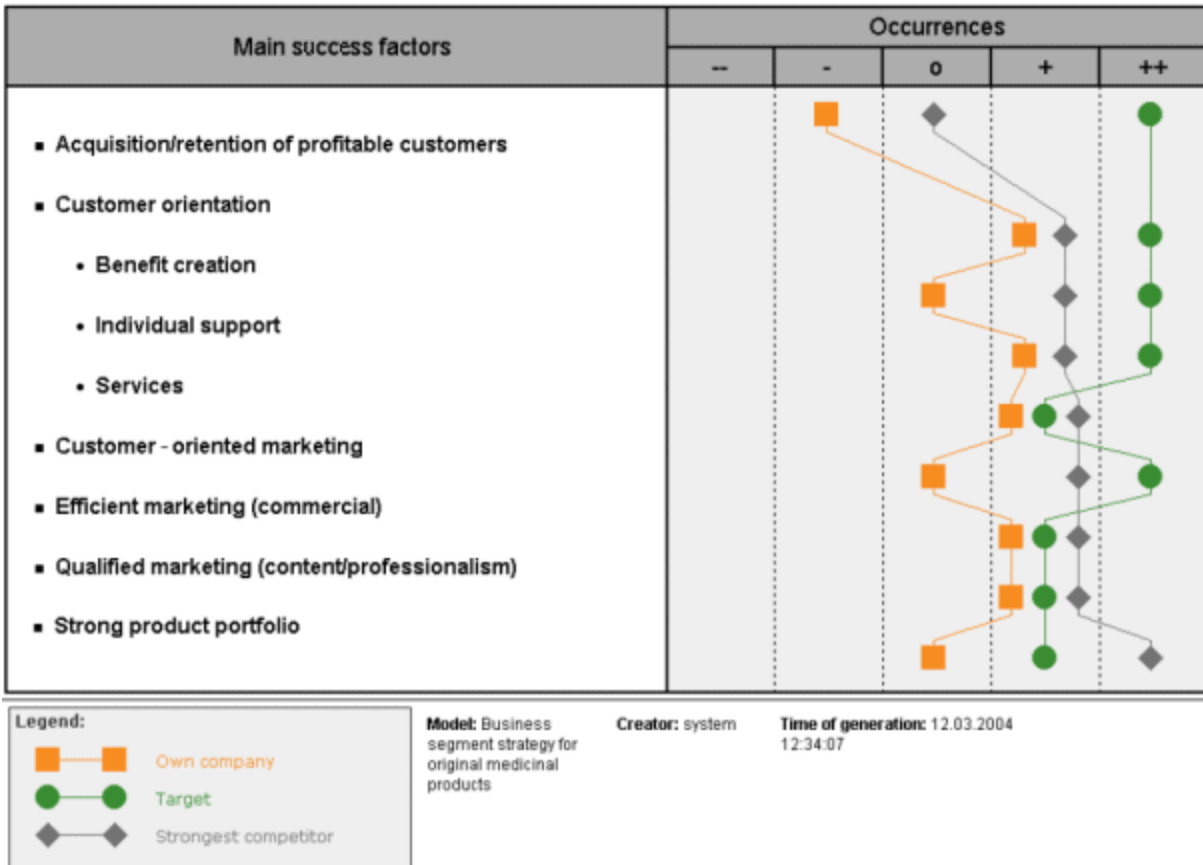 Main success factors
Occurrences
--
-
o
+
++
▪ Acquisition/retention of profitable customers
▪ Customer orientation
• Benefit creation
• Individual support
• Services
▪ Customer - oriented marketing
▪ Efficient marketing (commercial)
▪ Qualified marketing (content/professionalism)
▪ Strong product portfolio
Legend:
Own company
Target
Strongest competitor
Model: Business
segment strategy for
original medicinal
products
Creator: system
Time of generation: 12.03.2004
12:34:07